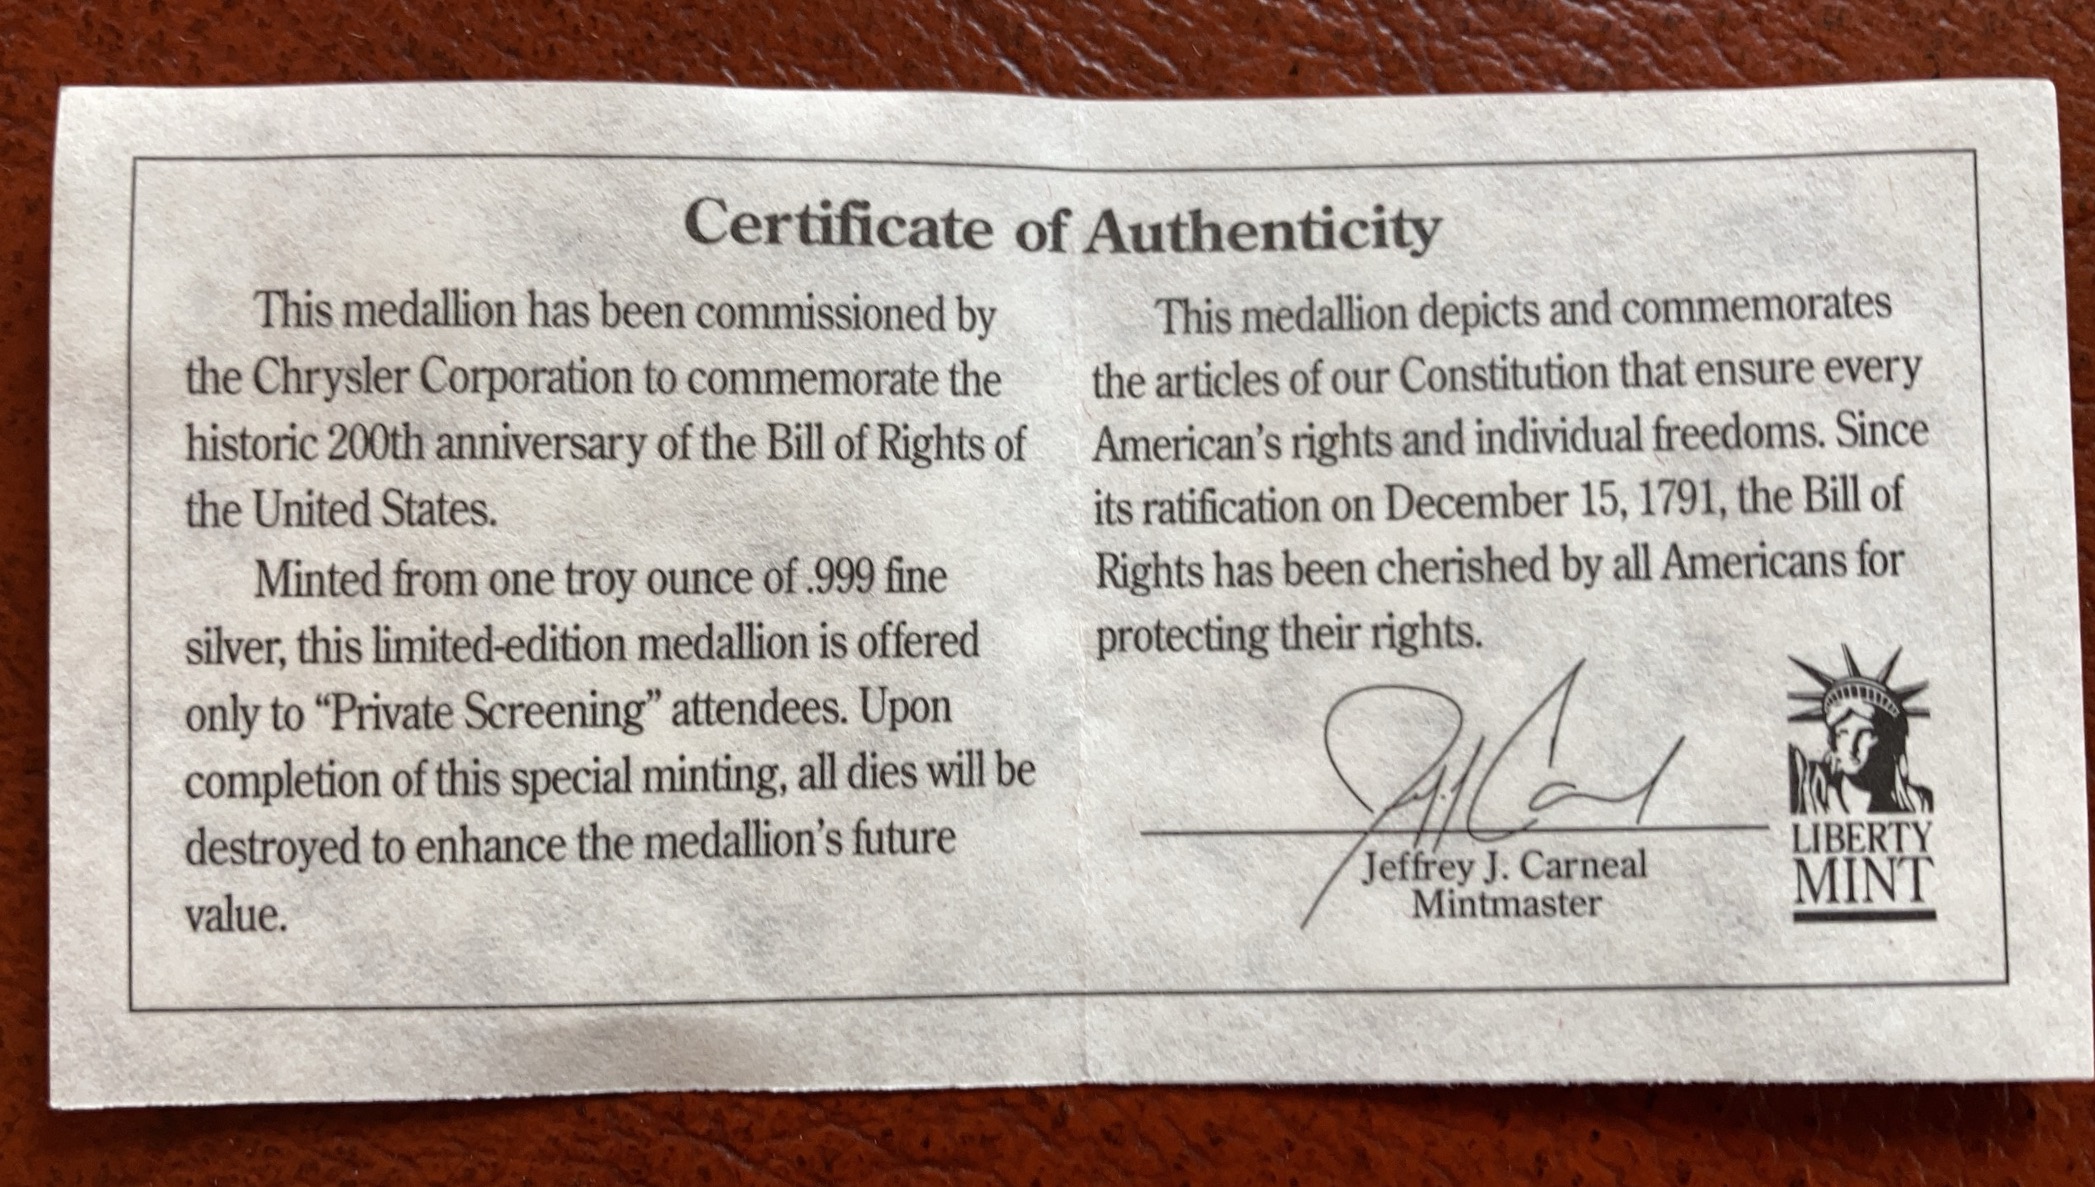 Certificate of Authenticity
This medallion has been commissioned by
the Chrysler Corporation to commemorate the
historic 200th anniversary of the Bill of Rights of
the United States.
Minted from one troy ounce of .999 fine
silver, this limited-edition medallion is offered
only to “Private Screening” attendees. Upon
completion of this special minting, all dies will be
destroyed to enhance the medallion’s future
value.
This medallion depicts and commemorates
the articles of our Constitution that ensure every
American’s rights and individual freedoms. Since
its ratification on December 15, 1791, the Bill of
Rights has been cherished by all Americans for
protecting their rights.
Jeffrey J. Carneal
Mintmaster
LIBERTY
MINT